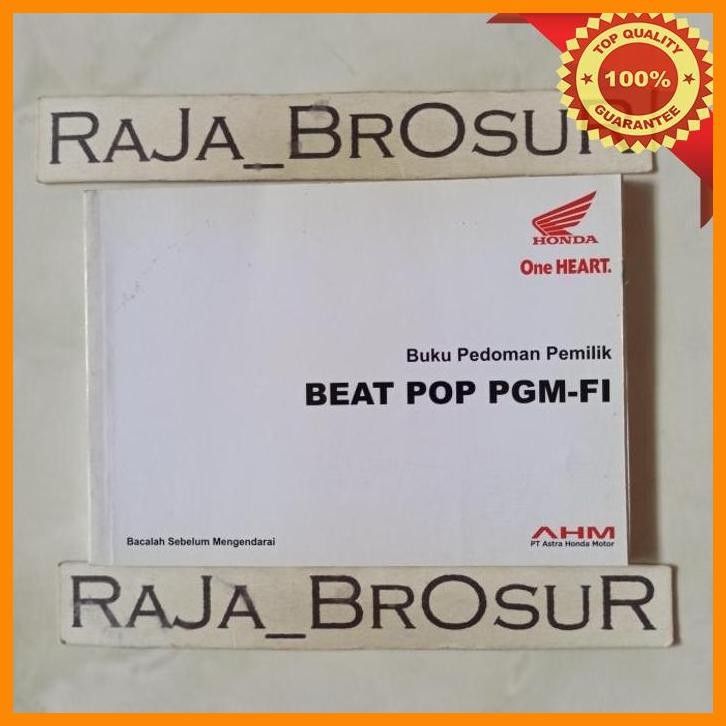 TOP QUALITY
100%
GUARANTEE
RAJA_BROSUR
HONDA
One HEART.
Buku Pedoman Pemilik
BEAT POP PGM-FI
Bacalah Sebelum Mengendarai
AHM
PT Astra Honda Motor
RAJA_BROSUR